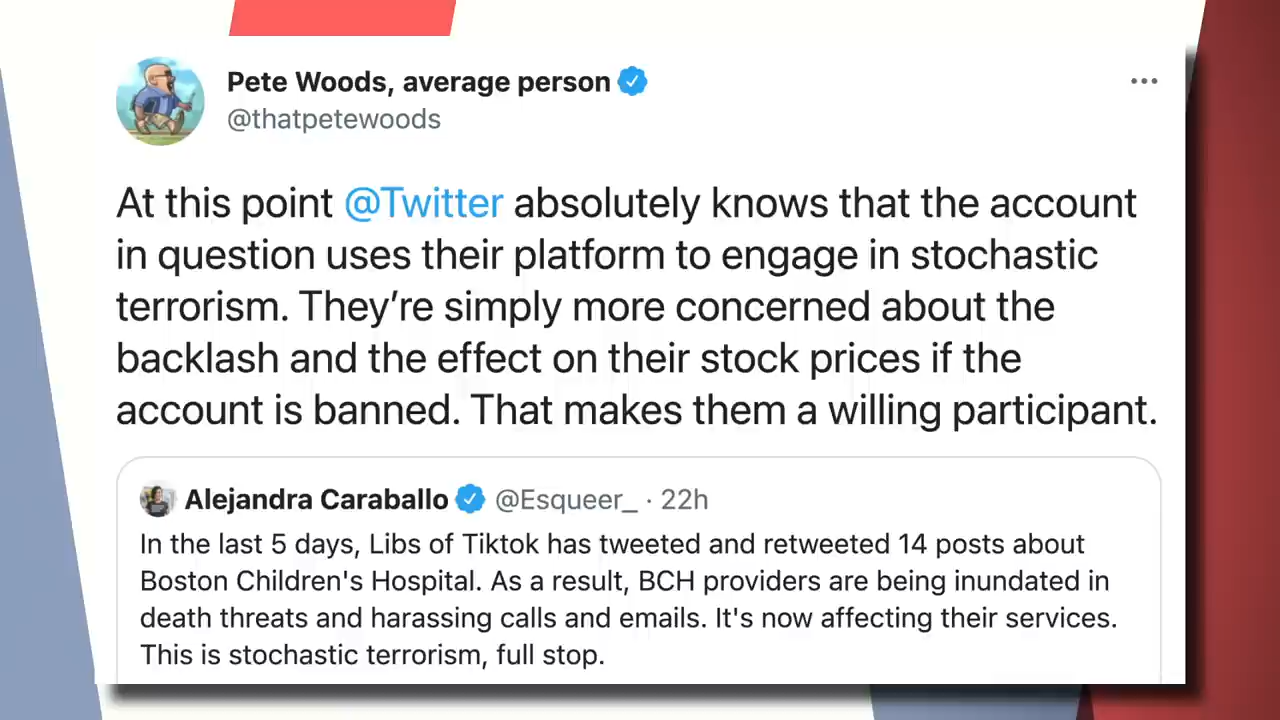 Pete Woods, average person
@thatpetewoods
At this point @Twitter absolutely knows that the account
in question uses their platform to engage in stochastic
terrorism. They’re simply more concerned about the
backlash and the effect on their stock prices if the
account is banned. That makes them a willing participant.
Alejandra Caraballo @Esqueer_ · 22h
In the last 5 days, Libs of Tiktok has tweeted and retweeted 14 posts about
Boston Children's Hospital. As a result, BCH providers are being inundated in
death threats and harassing calls and emails. It's now affecting their services.
This is stochastic terrorism, full stop.